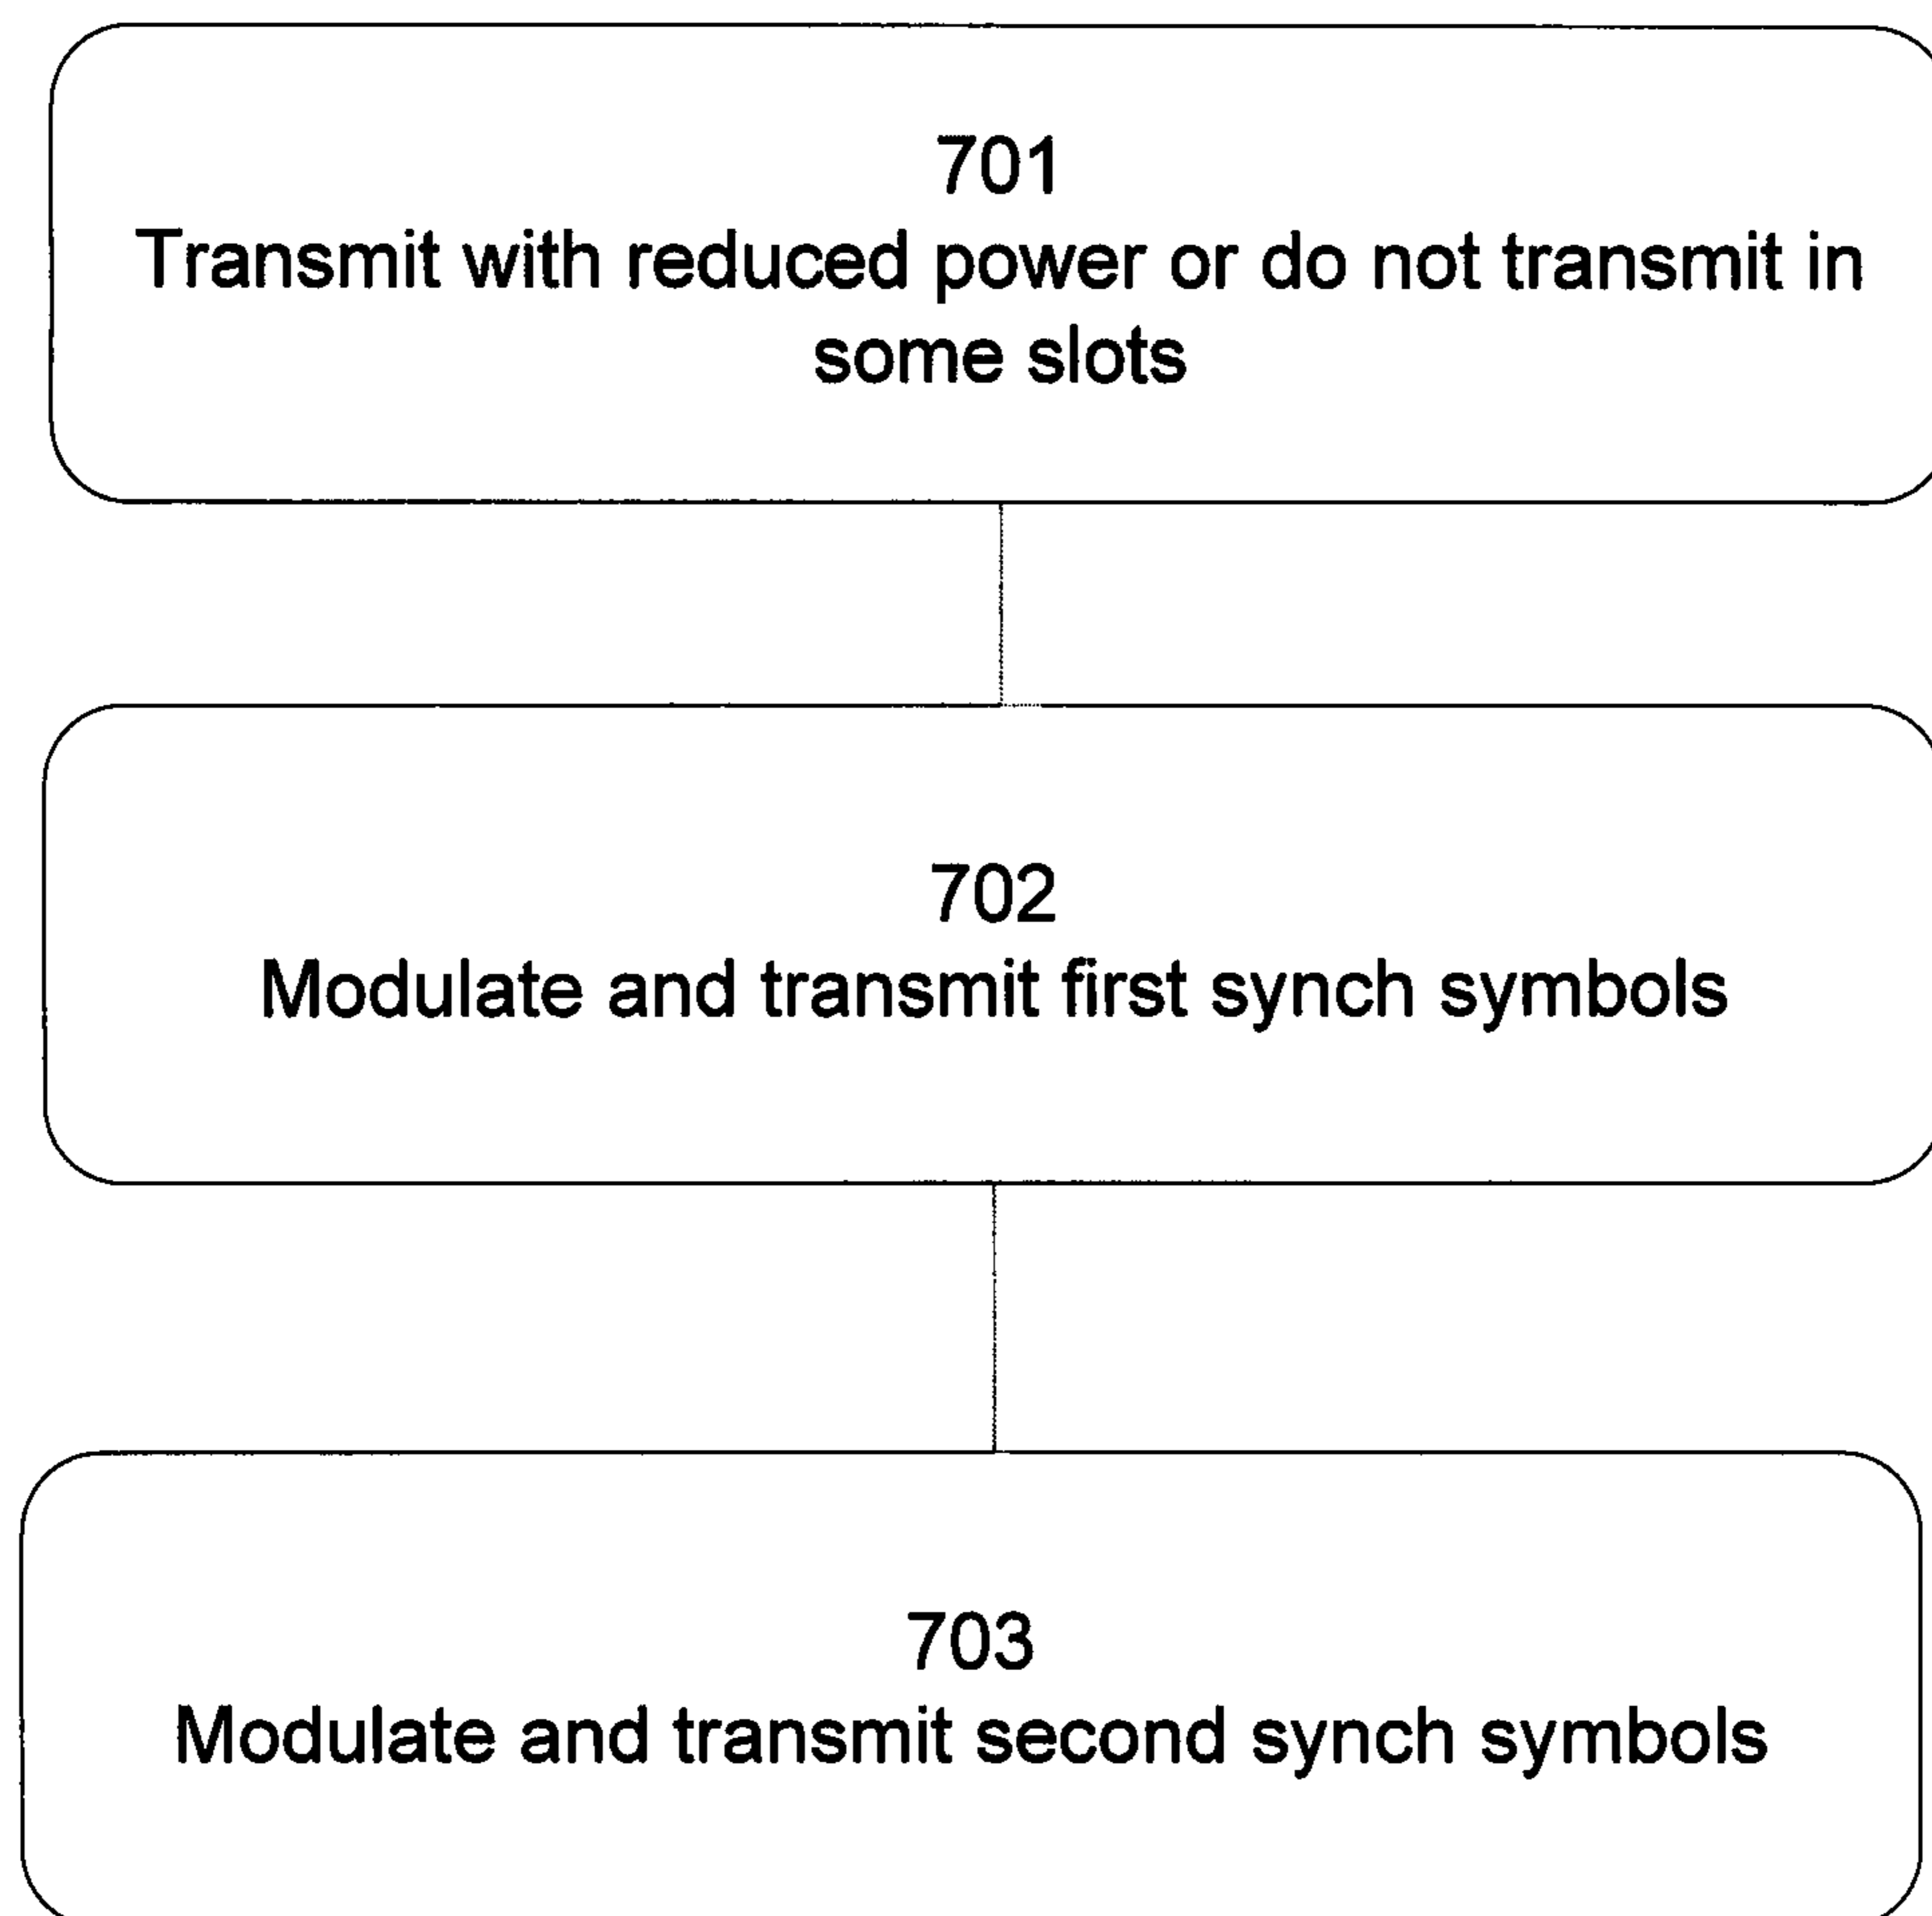 701
Transmit with reduced power or do not transmit in
some slots
702
Modulate and transmit first synch symbols
703
Modulate and transmit second synch symbols